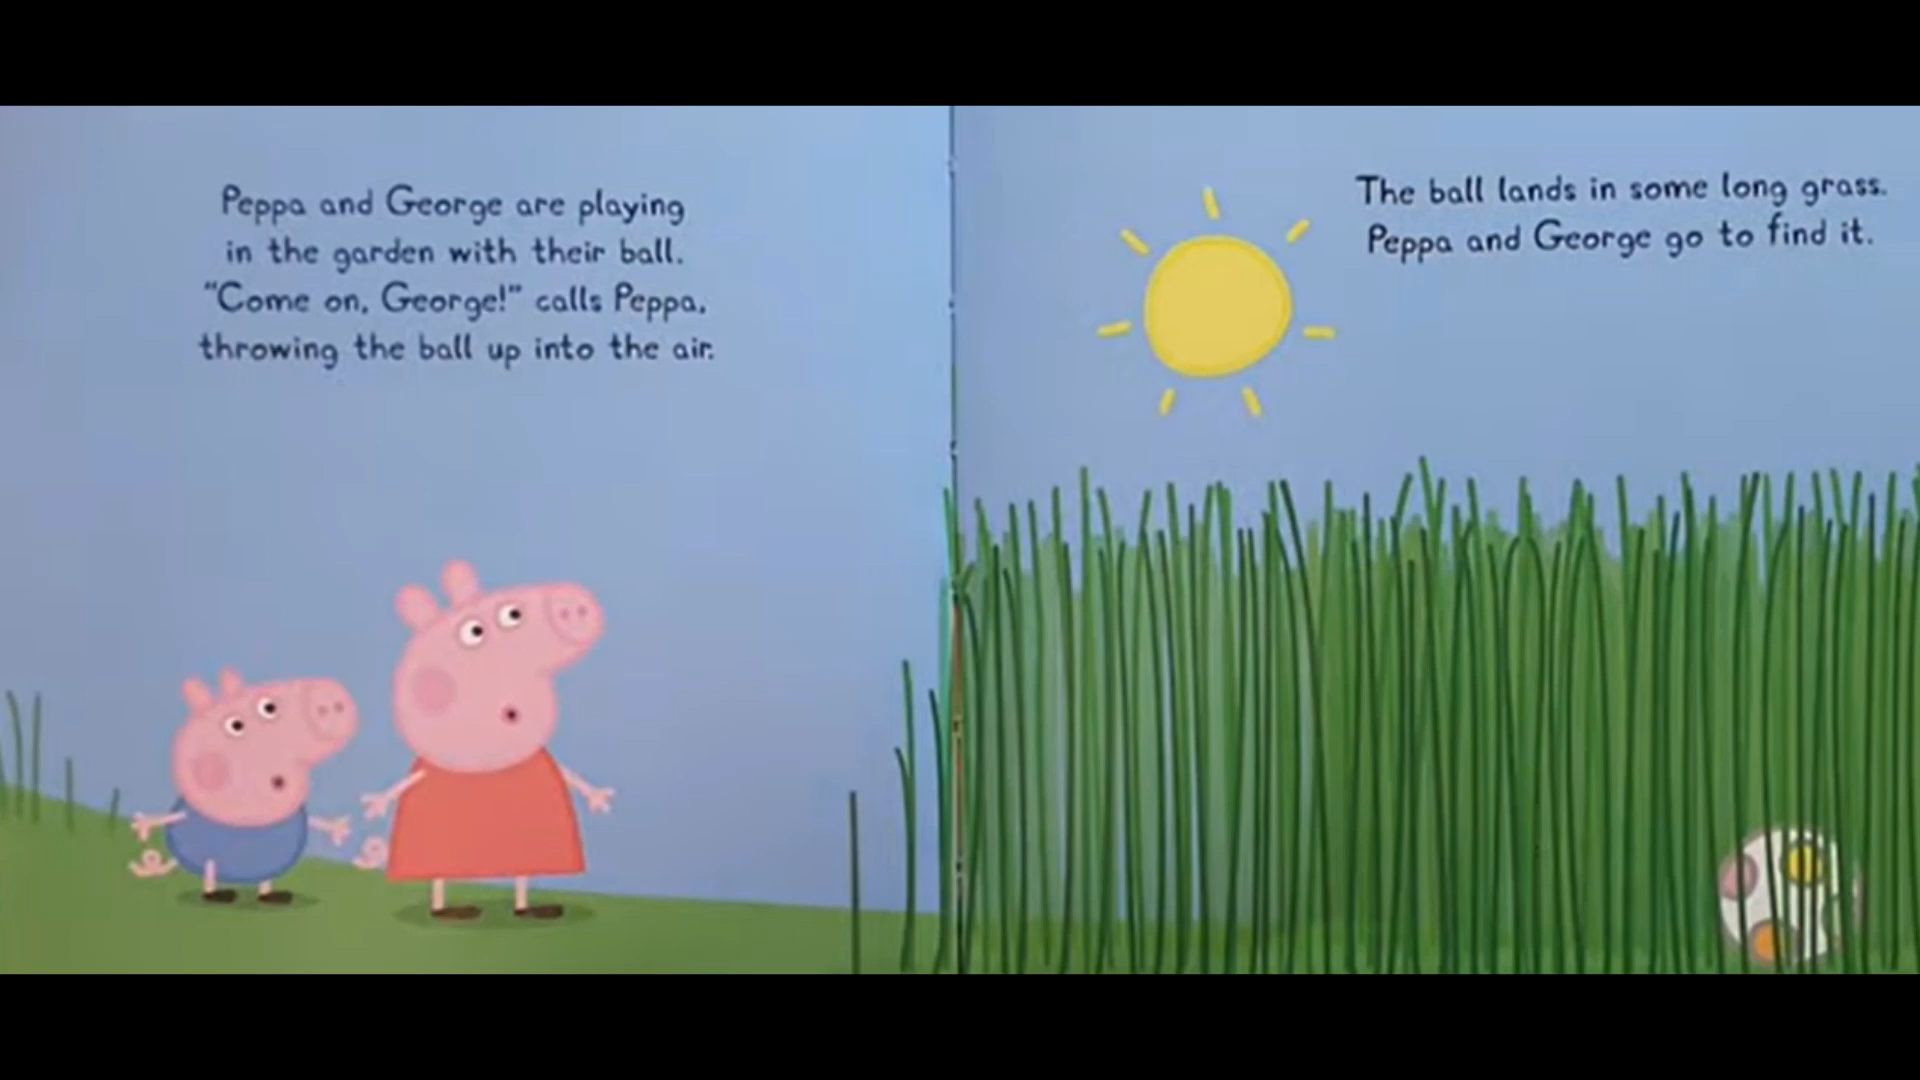 Peppa and George are playing
in the garden with their ball.
“Come on, George!” calls Peppa,
throwing the ball up into the air.
The ball lands in some long grass.
Peppa and George go to find it.